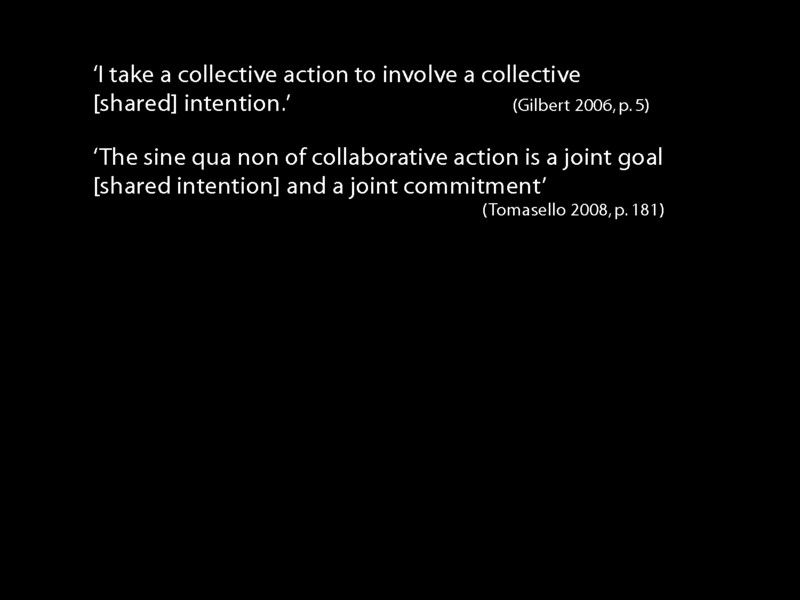 ‘I take a collective action to involve a collective
[shared] intention.’ (Gilbert 2006, p. 5)
‘The sine qua non of collaborative action is a joint goal
[shared intention] and a joint commitment’
(Tomasello 2008, p. 181)